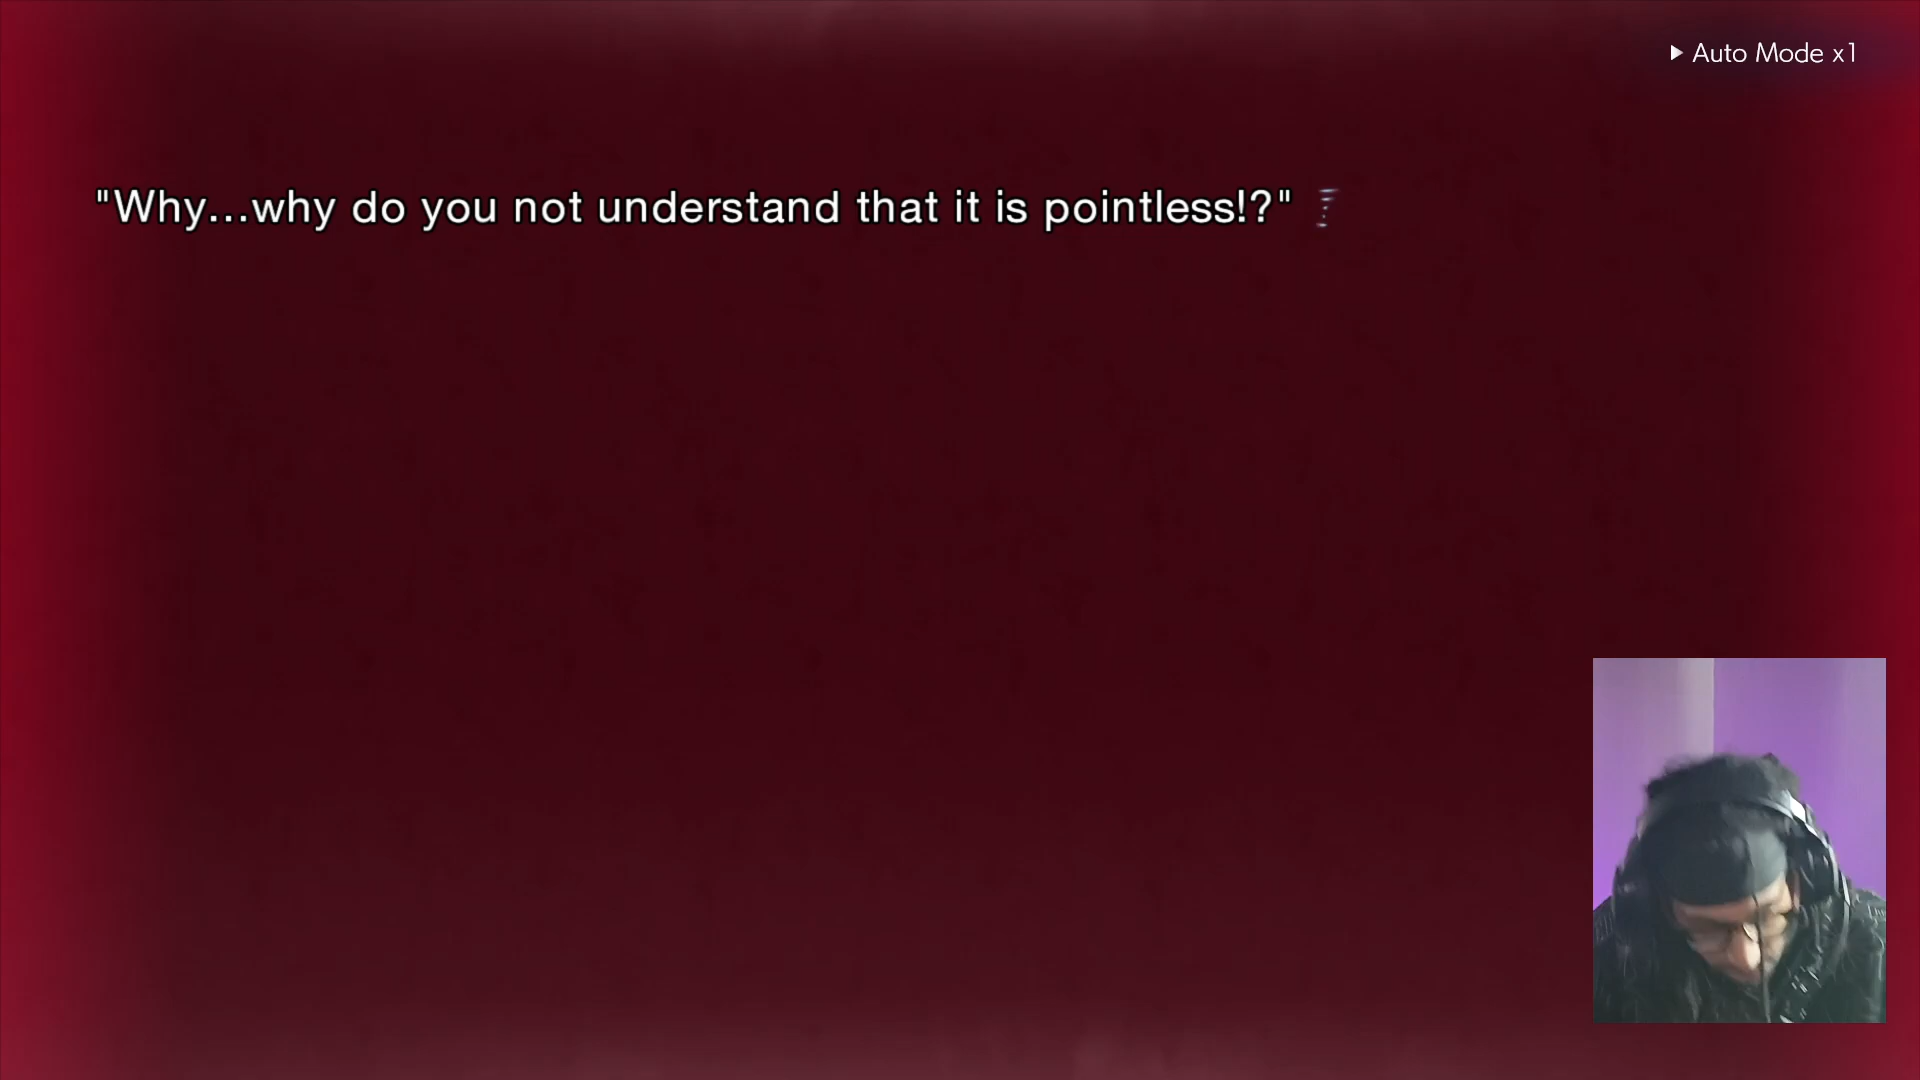 Auto Mode x1
"Why...why do you not understand that it is pointless!?"